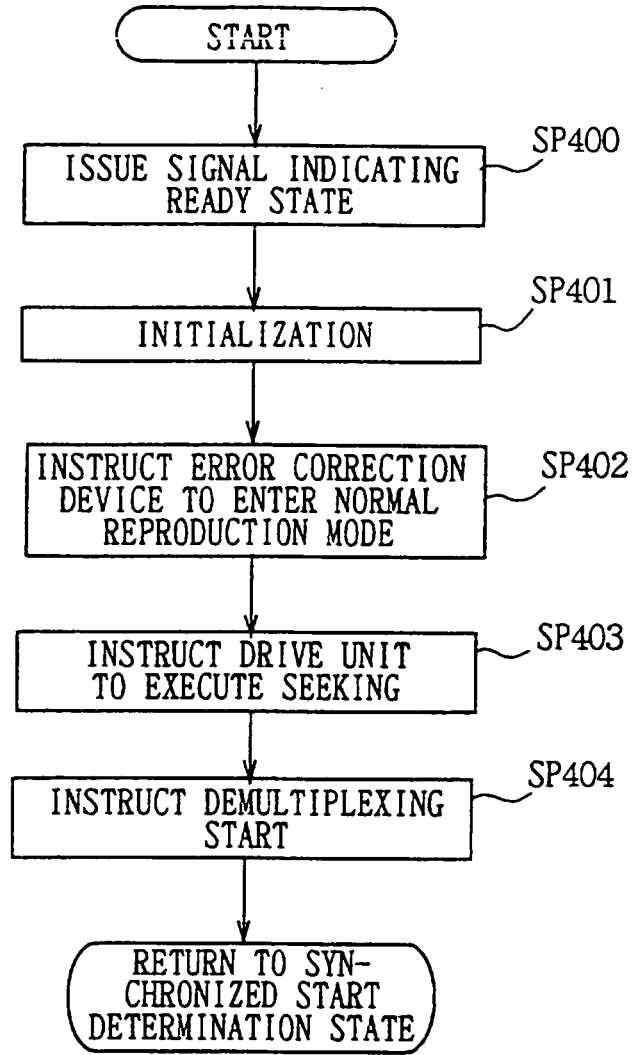 START
SP400
ISSUE SIGNAL INDICATING
READY STATE
SP401
INITIALIZATION
SP402
INSTRUCT ERROR CORRECTION
DEVICE TO ENTER NORMAL
REPRODUCTION MODE
SP403
INSTRUCT DRIVE UNIT
TO EXECUTE SEEKING
SP404
INSTRUCT DEMULTIPLEXING
START
RETURN TO SYN-
CHRONIZED START
DETERMINATION STATE